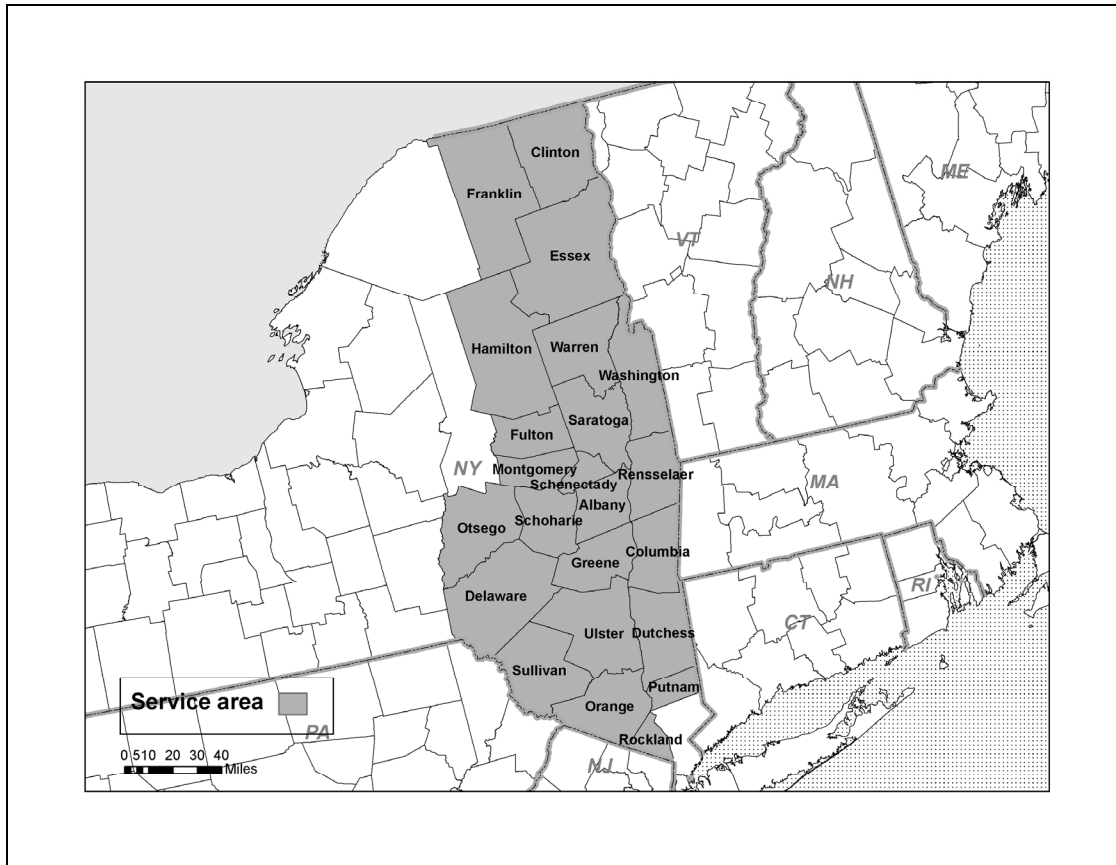 Clinton
Franklin
ME
VT
Essex
NH
Hamilton
Warren
Washington
Saratoga
Fulton
NY
Montgomery
Rensselaer
Schenectady
MA
Albany
Schoharie
Otsego
Columbia
Greene
RI
Delaware
CT
Ulster
Dutchess
Sullivan
Putnam
Service area
Orange
PA
Rockland
NJ
0 5 10 20 30 40
Miles